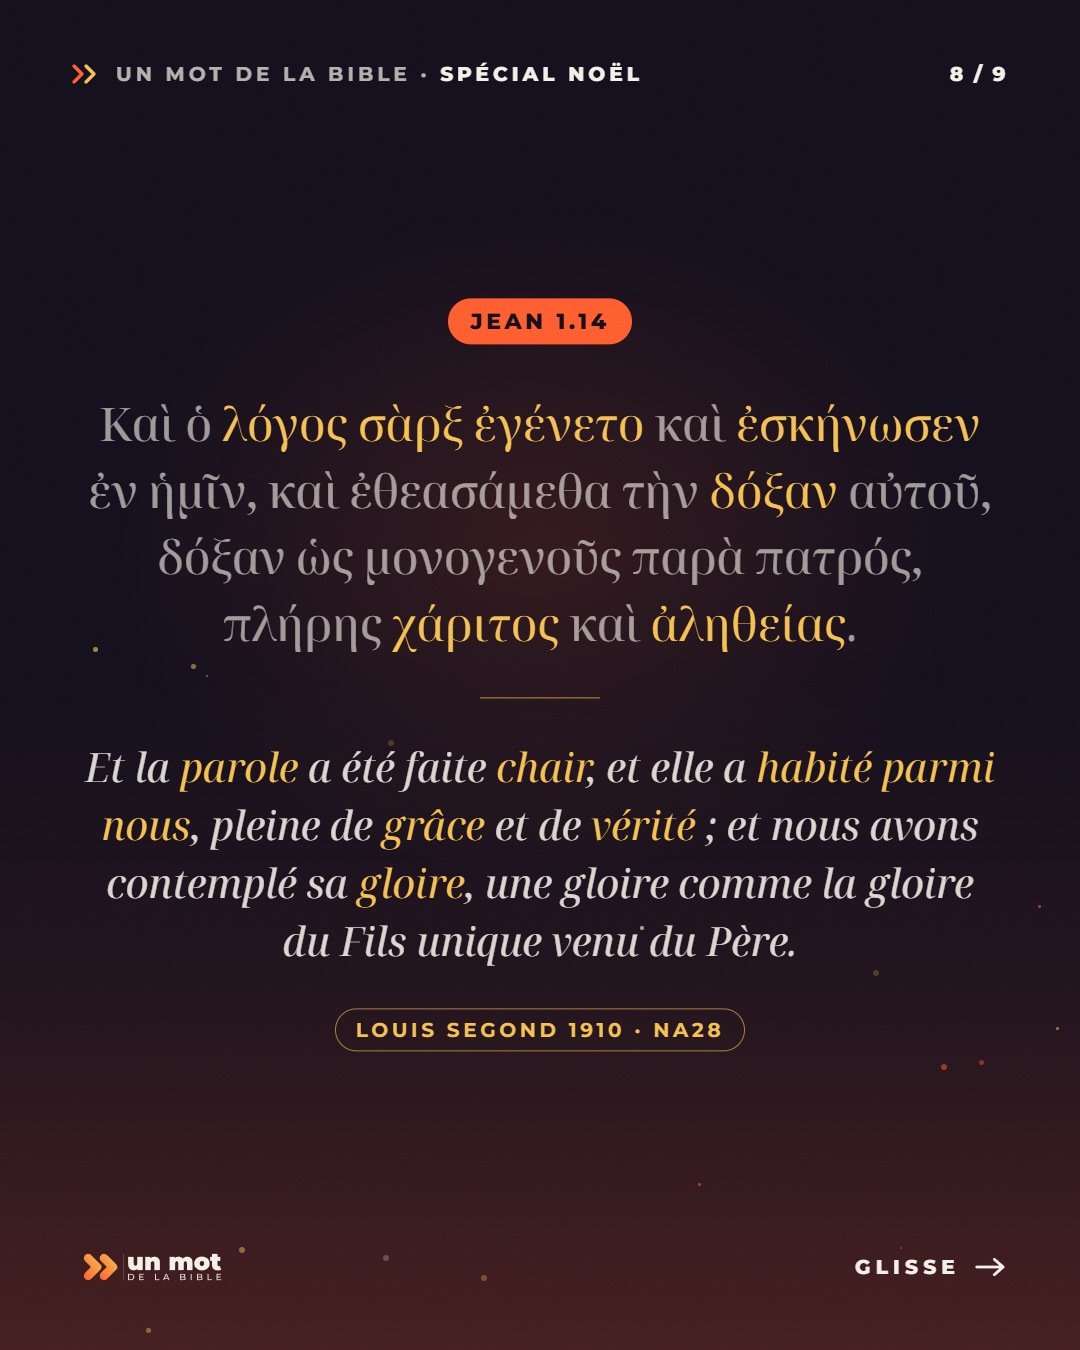 UN MOT DE LA BIBLE · SPÉCIAL NOËL
8 / 9
JEAN 1.14
Καὶ ὁ λόγος σὰρξ ἐγένετο καὶ ἐσκήνωσεν
ἐν ἡμῖν, καὶ ἐθεασάμεθα τὴν δόξαν αὐτοῦ,
δόξαν ὡς μονογενοῦς παρὰ πατρός,
πλήρης χάριτος καὶ ἀληθείας.
Et la parole a été faite chair, et elle a habité parmi
nous, pleine de grâce et de vérité ; et nous avons
contemplé sa gloire, une gloire comme la gloire
du Fils unique venu du Père.
LOUIS SEGOND 1910 · NA28
un mot
DE LA BIBLE
GLISSE →